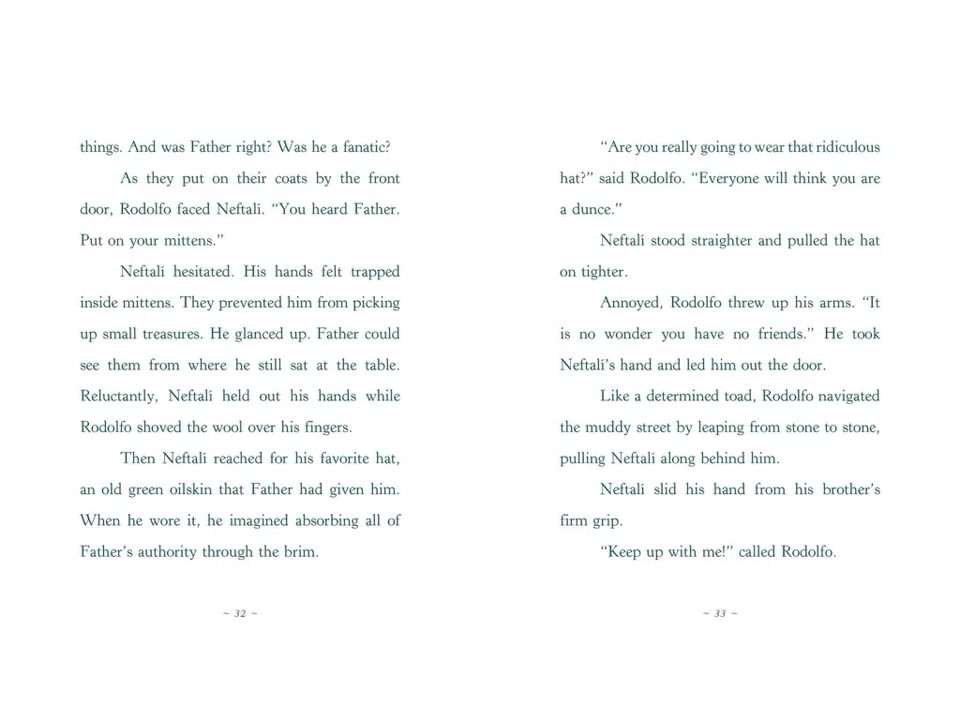 things. And was Father right? Was he a fanatic?
As they put on their coats by the front
door, Rodolfo faced Neftalí. “You heard Father.
Put on your mittens.”
Neftalí hesitated. His hands felt trapped
inside mittens. They prevented him from picking
up small treasures. He glanced up. Father could
see them from where he still sat at the table.
Reluctantly, Neftalí held out his hands while
Rodolfo shoved the wool over his fingers.
Then Neftalí reached for his favorite hat,
an old green oilskin that Father had given him.
When he wore it, he imagined absorbing all of
Father’s authority through the brim.
~ 32 ~
“Are you really going to wear that ridiculous
hat?” said Rodolfo. “Everyone will think you are
a dunce.”
Neftalí stood straighter and pulled the hat
on tighter.
Annoyed, Rodolfo threw up his arms. “It
is no wonder you have no friends.” He took
Neftalí’s hand and led him out the door.
Like a determined toad, Rodolfo navigated
the muddy street by leaping from stone to stone,
pulling Neftalí along behind him.
Neftalí slid his hand from his brother’s
firm grip.
“Keep up with me!” called Rodolfo.
~ 33 ~